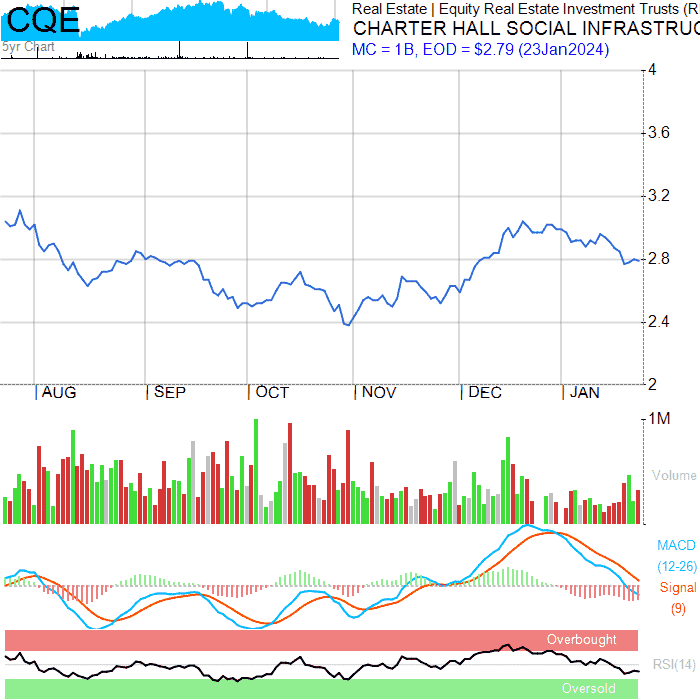 CQE
5yr Chart
Real Estate | Equity Real Estate Investment Trusts (R
CHARTER HALL SOCIAL INFRASTRUC
MC = 1B, EOD = $2.79 (23Jan2024)
4
3.6
3.2
2.8
2.4
2
AUG SEP OCT NOV DEC JAN
1M
Volume
MACD
(12-26)
Signal
(9)
Overbought
RSI(14)
Oversold